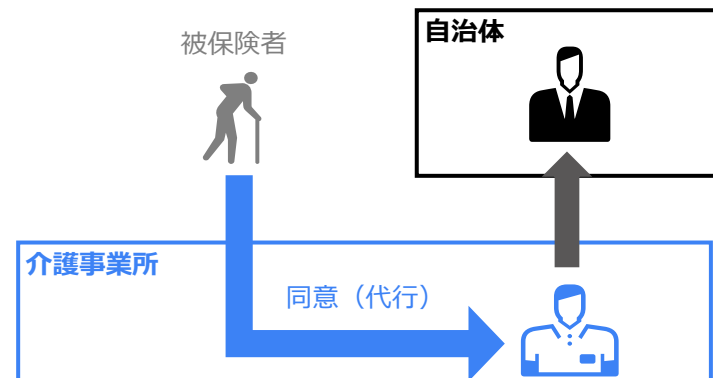 被保険者
自治体
介護事業所
同意（代行）